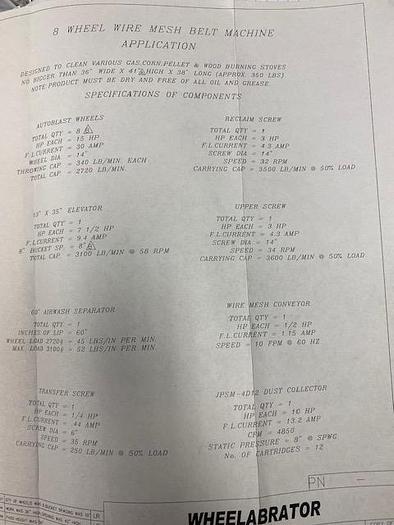 8 WHEEL WIRE MESH BELT MACHINE
APPLICATION
DESIGNED TO CLEAN VARIOUS GAS,CORN,PELLET & WOOD BURNING STOVES
NO BIGGER THAN 36" WIDE X 41" HIGH X 38" LONG (APPROX. 350 LBS)
NOTE:PRODUCT MUST BE DRY AND FREE OF ALL OIL AND GREASE
SPECIFICATIONS OF COMPONENTS
AUTOBLAST WHEELS
TOTAL QTY = 8
HP EACH = 15 HP
F.L.CURRENT = 30 AMP
WHEEL DIA = 14"
THROWING CAP. = 340 LB/MIN. EACH
TOTAL CAP. = 2720 LB/MIN.
RECLAIM SCREW
TOTAL QTY = 1
HP EACH = 3 HP
F.L.CURRENT = 4.3 AMP
SCREW DIA = 14"
SPEED = 32 RPM
CARRYING CAP = 3500 LB/MIN @ 50% LOAD
13" X 35" ELEVATOR
TOTAL QTY = 1
HP EACH = 7 1/2 HP
F.L.CURRENT = 9.4 AMP
8" BUCKET SP. = 8"
TOTAL CAP. = 3100 LB/MIN @ 58 RPM
UPPER SCREW
TOTAL QTY = 1
HP EACH = 3 HP
F.L.CURRENT = 4.3 AMP
SCREW DIA: = 14"
SPEED = 34 RPM
CARRYING CAP = 3600 LB/MIN @ 50% LOAD
60" AIRWASH SEPARATOR
TOTAL QTY = 1
INCHES OF LIP = 60"
WHEEL LOAD 2720# = 45 LBS/IN PER MIN
MAX. LOAD 3100# = 52 LBS/IN PER MIN.
WIRE MESH CONVEYOR
TOTAL QTY = 1
HP EACH = 1/2 HP
F.L.CURRENT = 1.15 AMP
SPEED = 10 FPM @ 60 HZ
TRANSFER SCREW
TOTAL QTY = 1
HP EACH = 1/4 HP
F.L.CURRENT = .44 AMP
SCREW DIA = 6"
SPEED = 35 RPM
CARRYING CAP = 250 LB/MIN @ 50% LOAD
JPSM-4D12 DUST COLLECTOR
TOTAL QTY = 1
HP EACH = 10 HP
F.L.CURRENT = 13.2 AMP
CFM = 4850
STATIC PRESSURE = 8" @ SPWG
No. OF CARTRIDGES = 12
PN
WHEELABRATOR